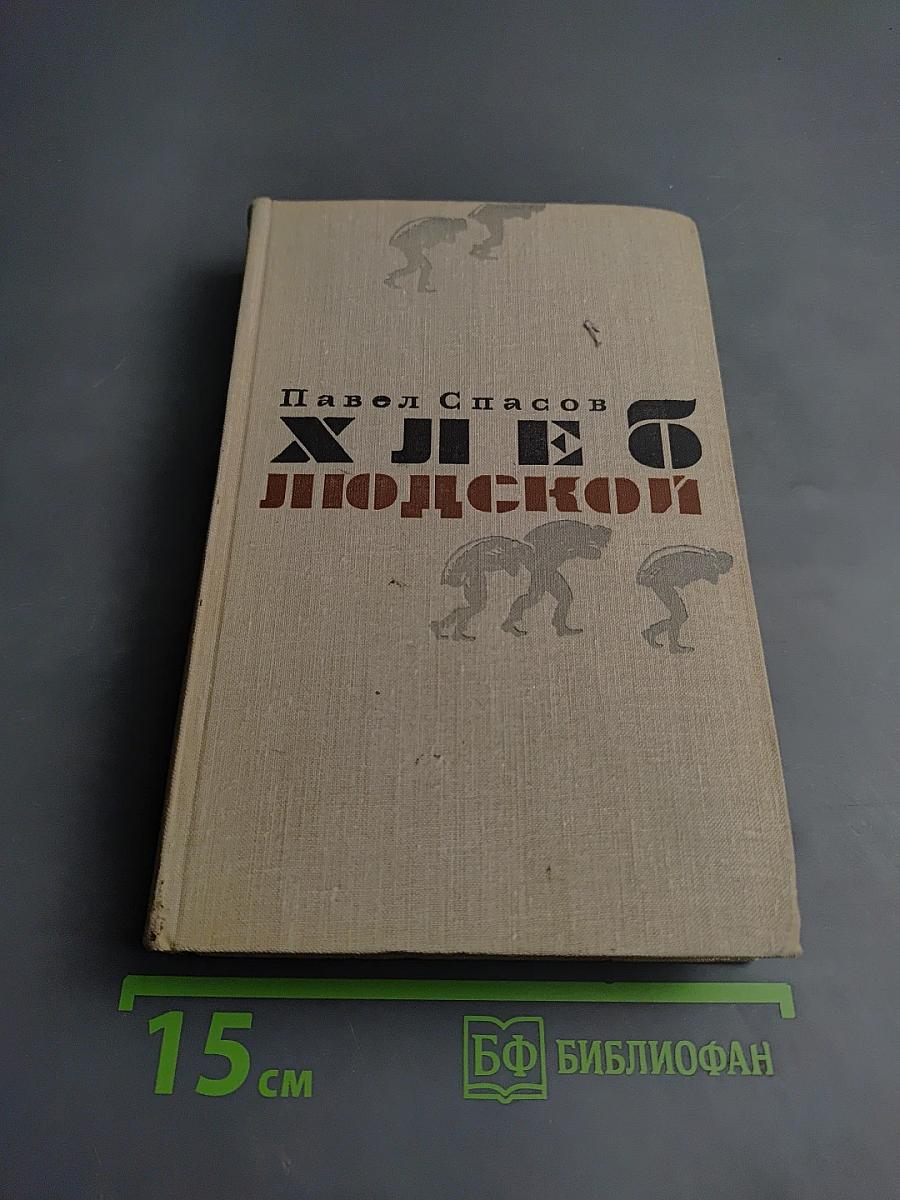 Павел Спасов
ХЛЕб
ЛЮДСКОЙ
15 см
БФ БИБЛИОФАН